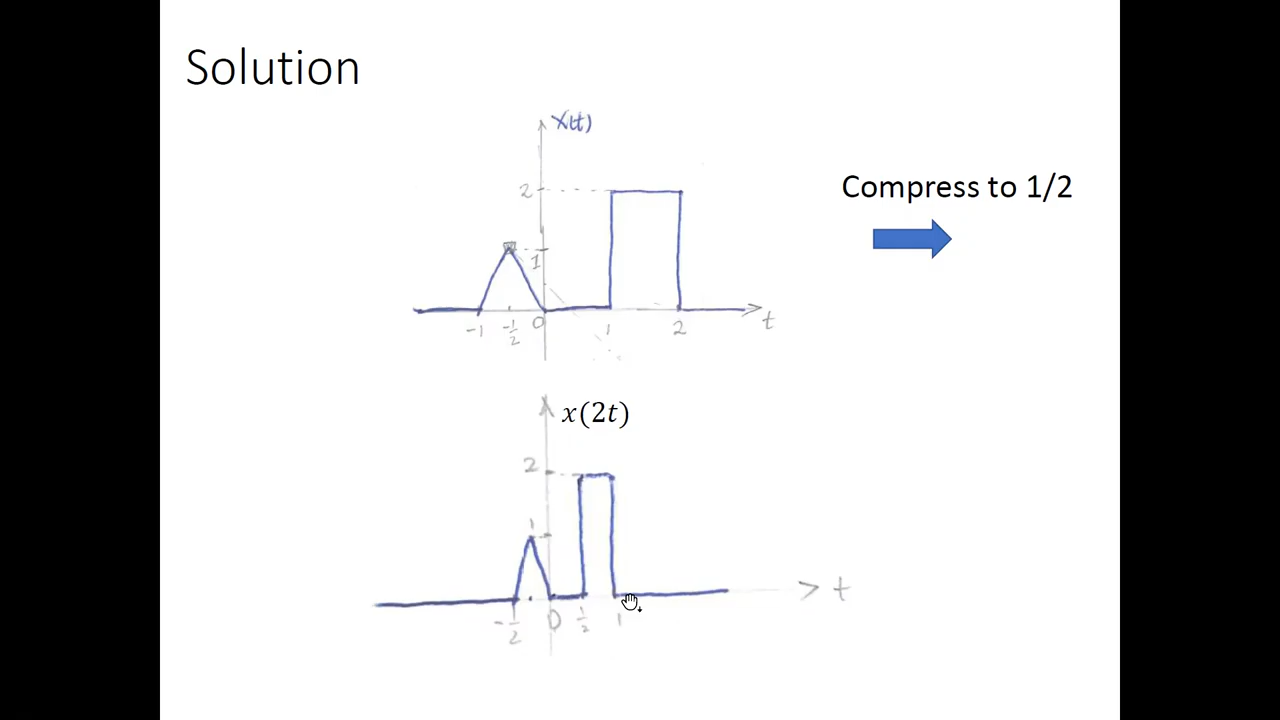 Solution
X(t)
Compress to 1/2
2
1
-1
-1/2
0
1
2
t
x(2t)
2
1
t
-1/2
0
1/2
1